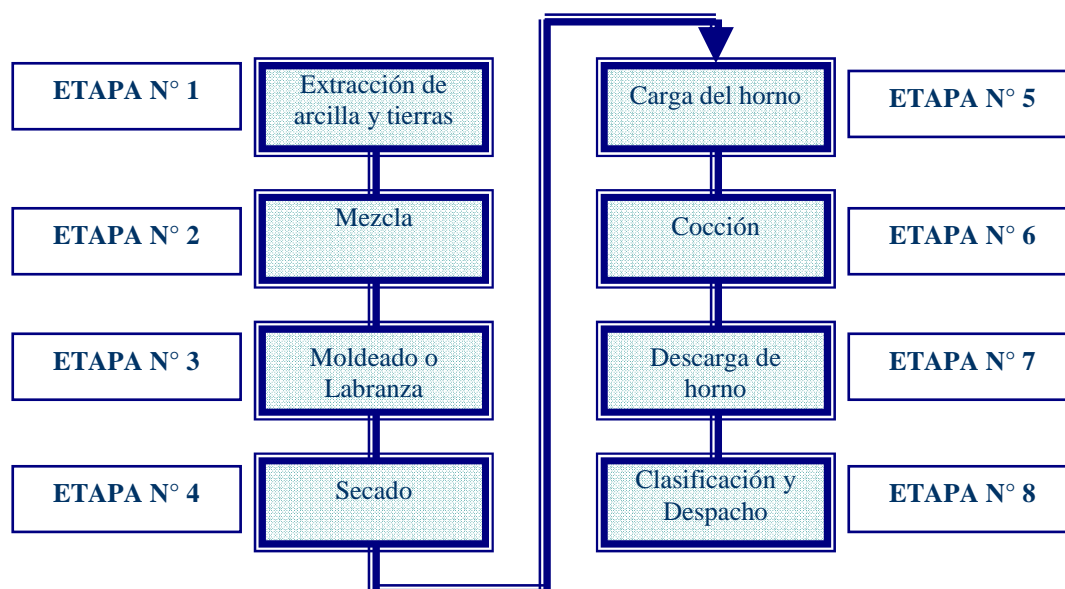 ETAPA N° 1
Extracción de
arcilla y tierras
ETAPA N° 2
Mezcla
ETAPA N° 3
Moldeado o
Labranza
ETAPA N° 4
Secado
Carga del horno
ETAPA N° 5
Cocción
ETAPA N° 6
Descarga de
horno
ETAPA N° 7
Clasificación y
Despacho
ETAPA N° 8